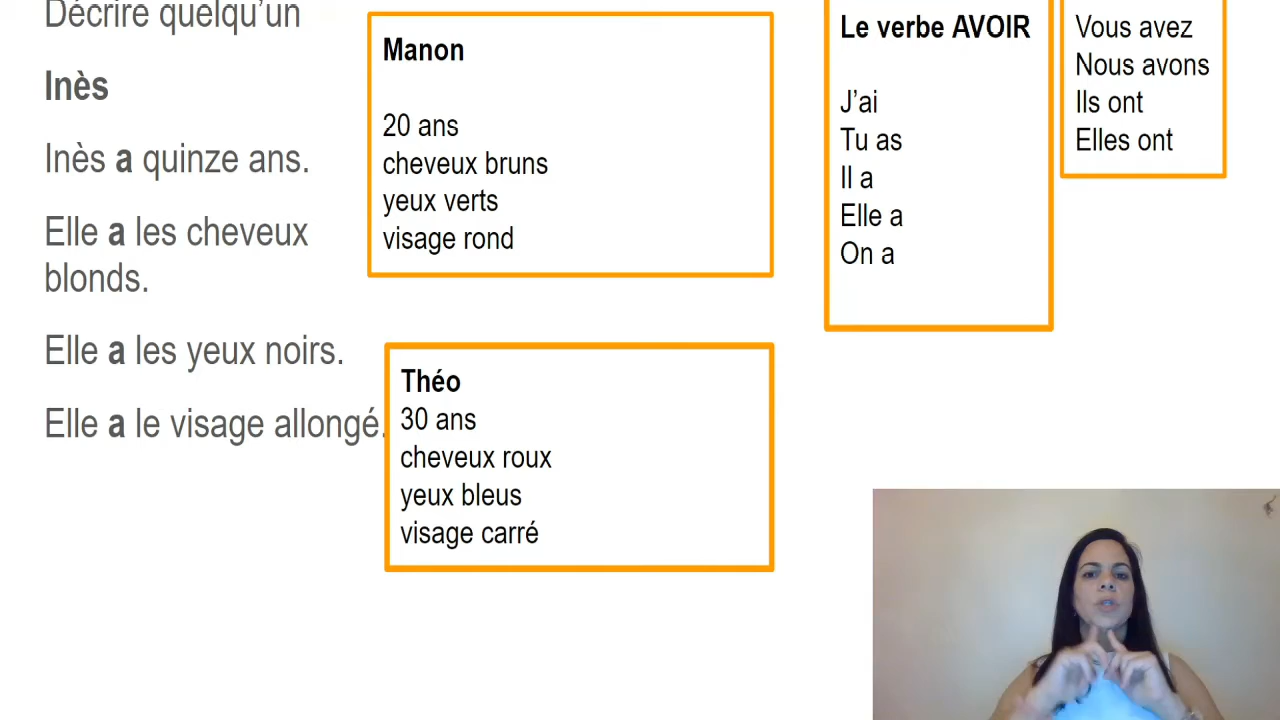 Décrire quelqu’un
Inès
Inès a quinze ans.
Elle a les cheveux
blonds.
Elle a les yeux noirs.
Elle a le visage allongé.
Manon
20 ans
cheveux bruns
yeux verts
visage rond
Théo
30 ans
cheveux roux
yeux bleus
visage carré
Le verbe AVOIR
J’ai
Tu as
Il a
Elle a
On a
Vous avez
Nous avons
Ils ont
Elles ont